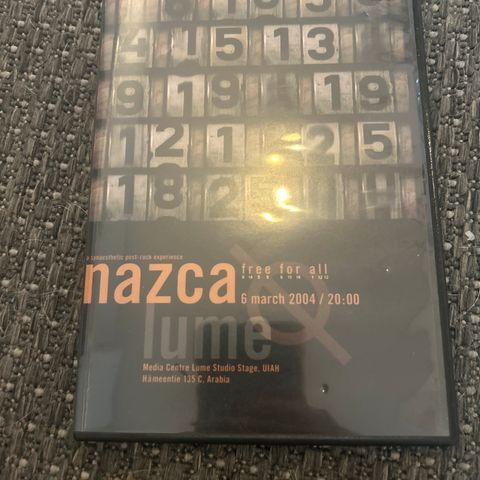 4 15 13
9 19 19
12 1 25
18
a synaesthetic post-rock experience
nazca free for all
6 march 2004 / 20:00
lume
Media Centre Lume Studio Stage, UIAH
Hämeentie 135 C, Arabia